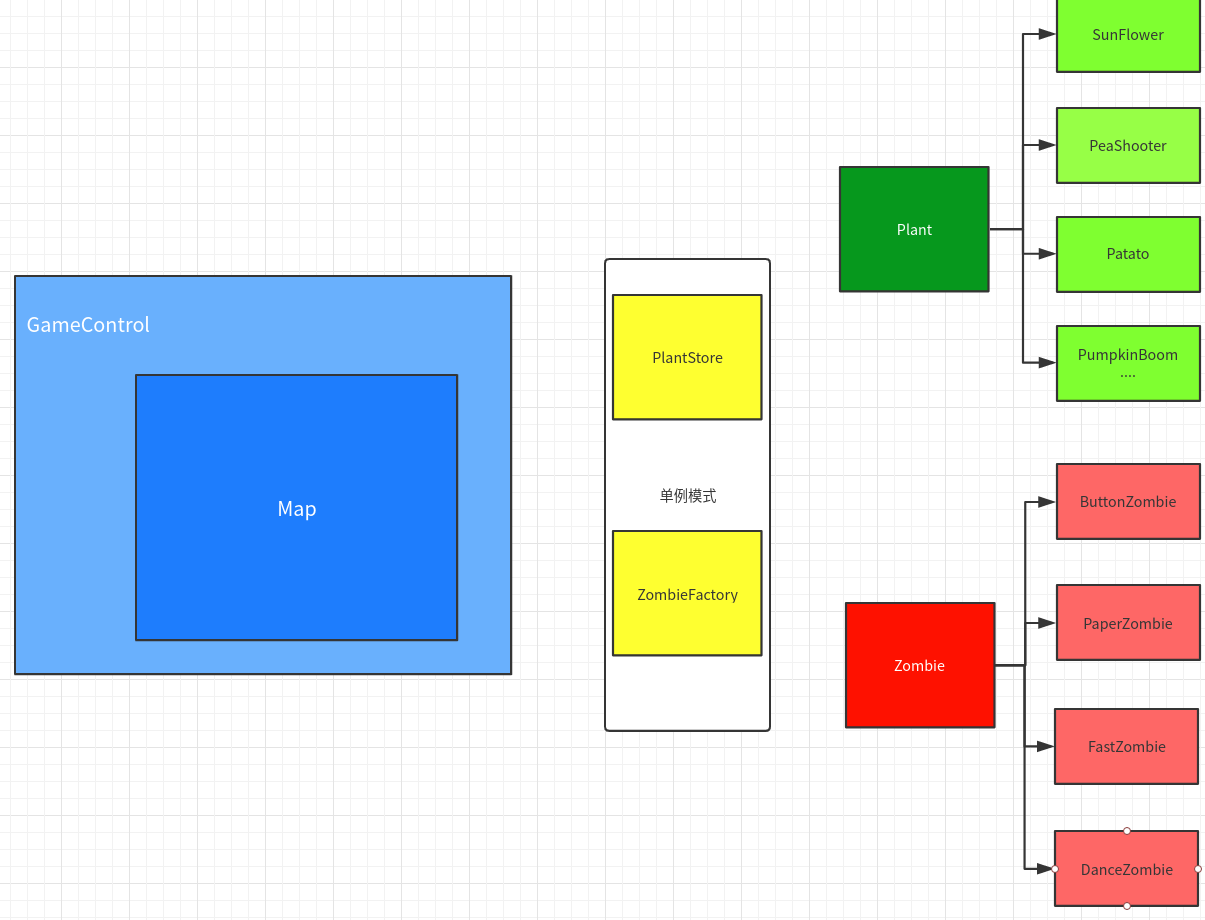 GameControl
Map
PlantStore
单例模式
ZombieFactory
Plant
SunFlower
PeaShooter
Patato
PumpkinBoom
....
Zombie
ButtonZombie
PaperZombie
FastZombie
DanceZombie